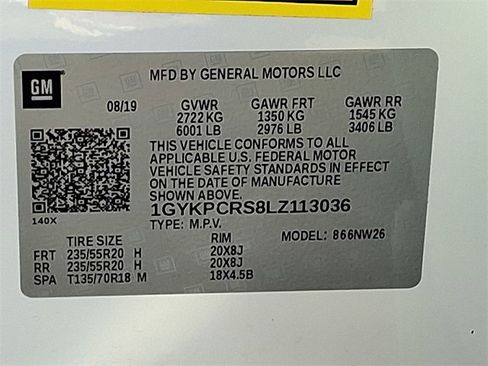 GM
MFD BY GENERAL MOTORS LLC
08/19 GVWR GAWR FRT GAWR RR
2722 KG 1350 KG 1545 KG
6001 LB 2976 LB 3406 LB
THIS VEHICLE CONFORMS TO ALL
APPLICABLE U.S. FEDERAL MOTOR
VEHICLE SAFETY STANDARDS IN EFFECT
ON THE DATE OF MANUFACTURE
SHOWN ABOVE.
1GYKPCRS8LZ113036
140X
TYPE: M.P.V.
TIRE SIZE RIM MODEL: 866NW26
FRT 235/55R20 H 20X8J
RR 235/55R20 H 20X8J
SPA T135/70R18 M 18X4.5B